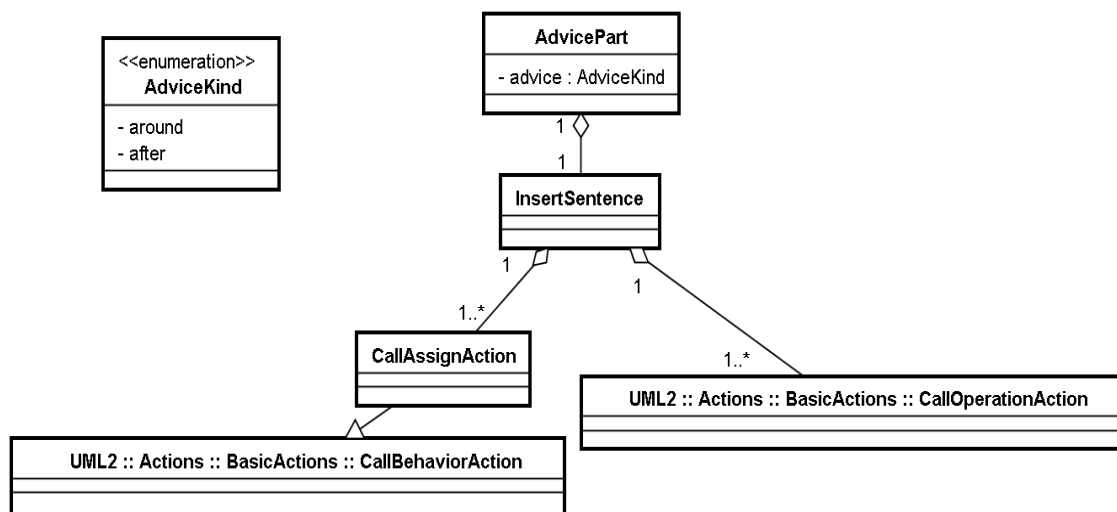 <<enumeration>>
AdviceKind
- around
- after
AdvicePart
- advice : AdviceKind
1
1
InsertSentence
1
1
1..*
1..*
CallAssignAction
UML2 :: Actions :: BasicActions :: CallOperationAction
UML2 :: Actions :: BasicActions :: CallBehaviorAction